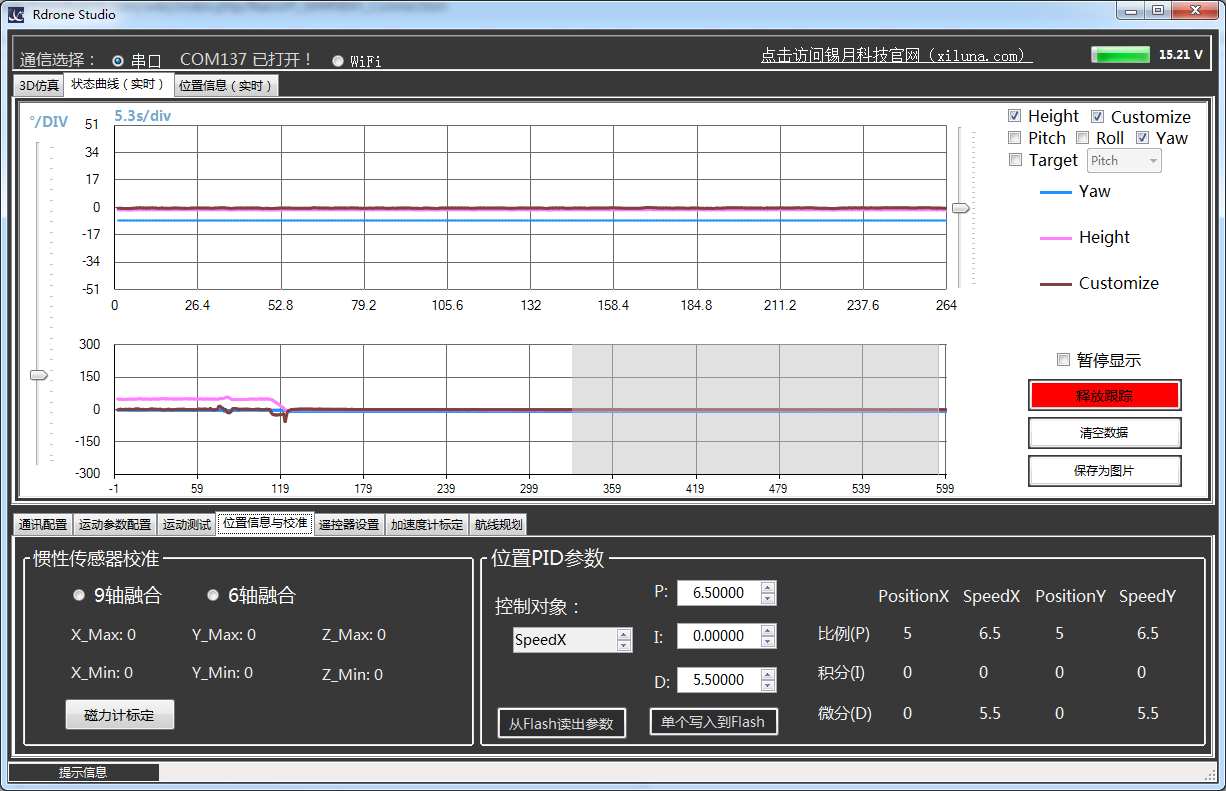 Rdrone Studio
通信选择： 串口 COM137 已打开！ WiFi 点击访问锡月科技官网（xiluna.com） 15.21 V
3D仿真 状态曲线（实时） 位置信息（实时）
°/DIV 5.3s/div
51
34
17
0
-17
-34
-51
0 26.4 52.8 79.2 105.6 132 158.4 184.8 211.2 237.6 264
300
150
0
-150
-300
-1 59 119 179 239 299 359 419 479 539 599
Height Customize
Pitch Roll Yaw
Target Pitch
Yaw
Height
Customize
暂停显示
释放跟踪
清空数据
保存为图片
通讯配置 运动参数配置 运动测试 位置信息与校准 遥控器设置 加速度计标定 航线规划
惯性传感器校准
9轴融合 6轴融合
X_Max: 0 Y_Max: 0 Z_Max: 0
X_Min: 0 Y_Min: 0 Z_Min: 0
磁力计标定
位置PID参数
控制对象：
SpeedX
P: 6.50000
I: 0.00000
D: 5.50000
从Flash读出参数 单个写入到Flash
PositionX SpeedX PositionY SpeedY
比例(P) 5 6.5 5 6.5
积分(I) 0 0 0 0
微分(D) 0 5.5 0 5.5
提示信息